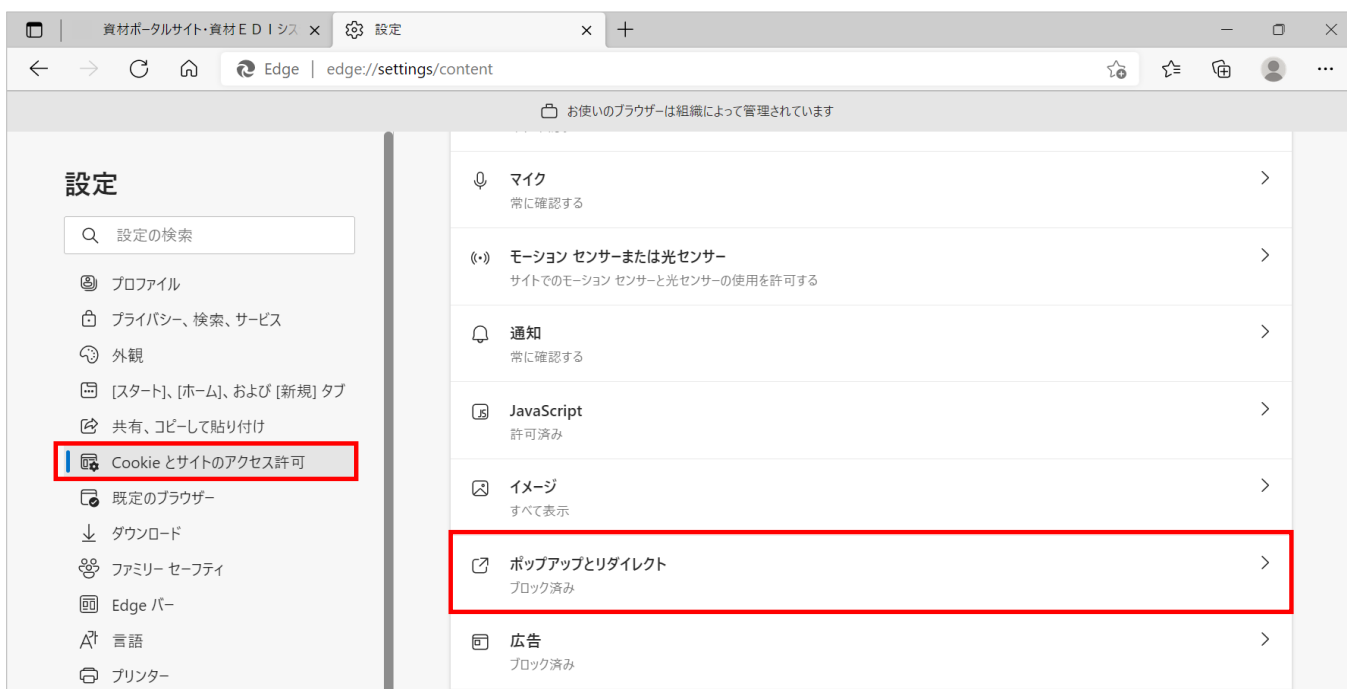 資材ポータルサイト・資材ＥＤＩシス
設定
Edge | edge://settings/content
お使いのブラウザーは組織によって管理されています
設定
設定の検索
プロファイル
プライバシー、検索、サービス
外観
[スタート]、[ホーム]、および [新規] タブ
共有、コピーして貼り付け
Cookie とサイトのアクセス許可
既定のブラウザー
ダウンロード
ファミリー セーフティ
Edge バー
言語
プリンター
マイク
常に確認する
モーション センサーまたは光センサー
サイトでのモーション センサーと光センサーの使用を許可する
通知
常に確認する
JavaScript
許可済み
イメージ
すべて表示
ポップアップとリダイレクト
ブロック済み
広告
ブロック済み